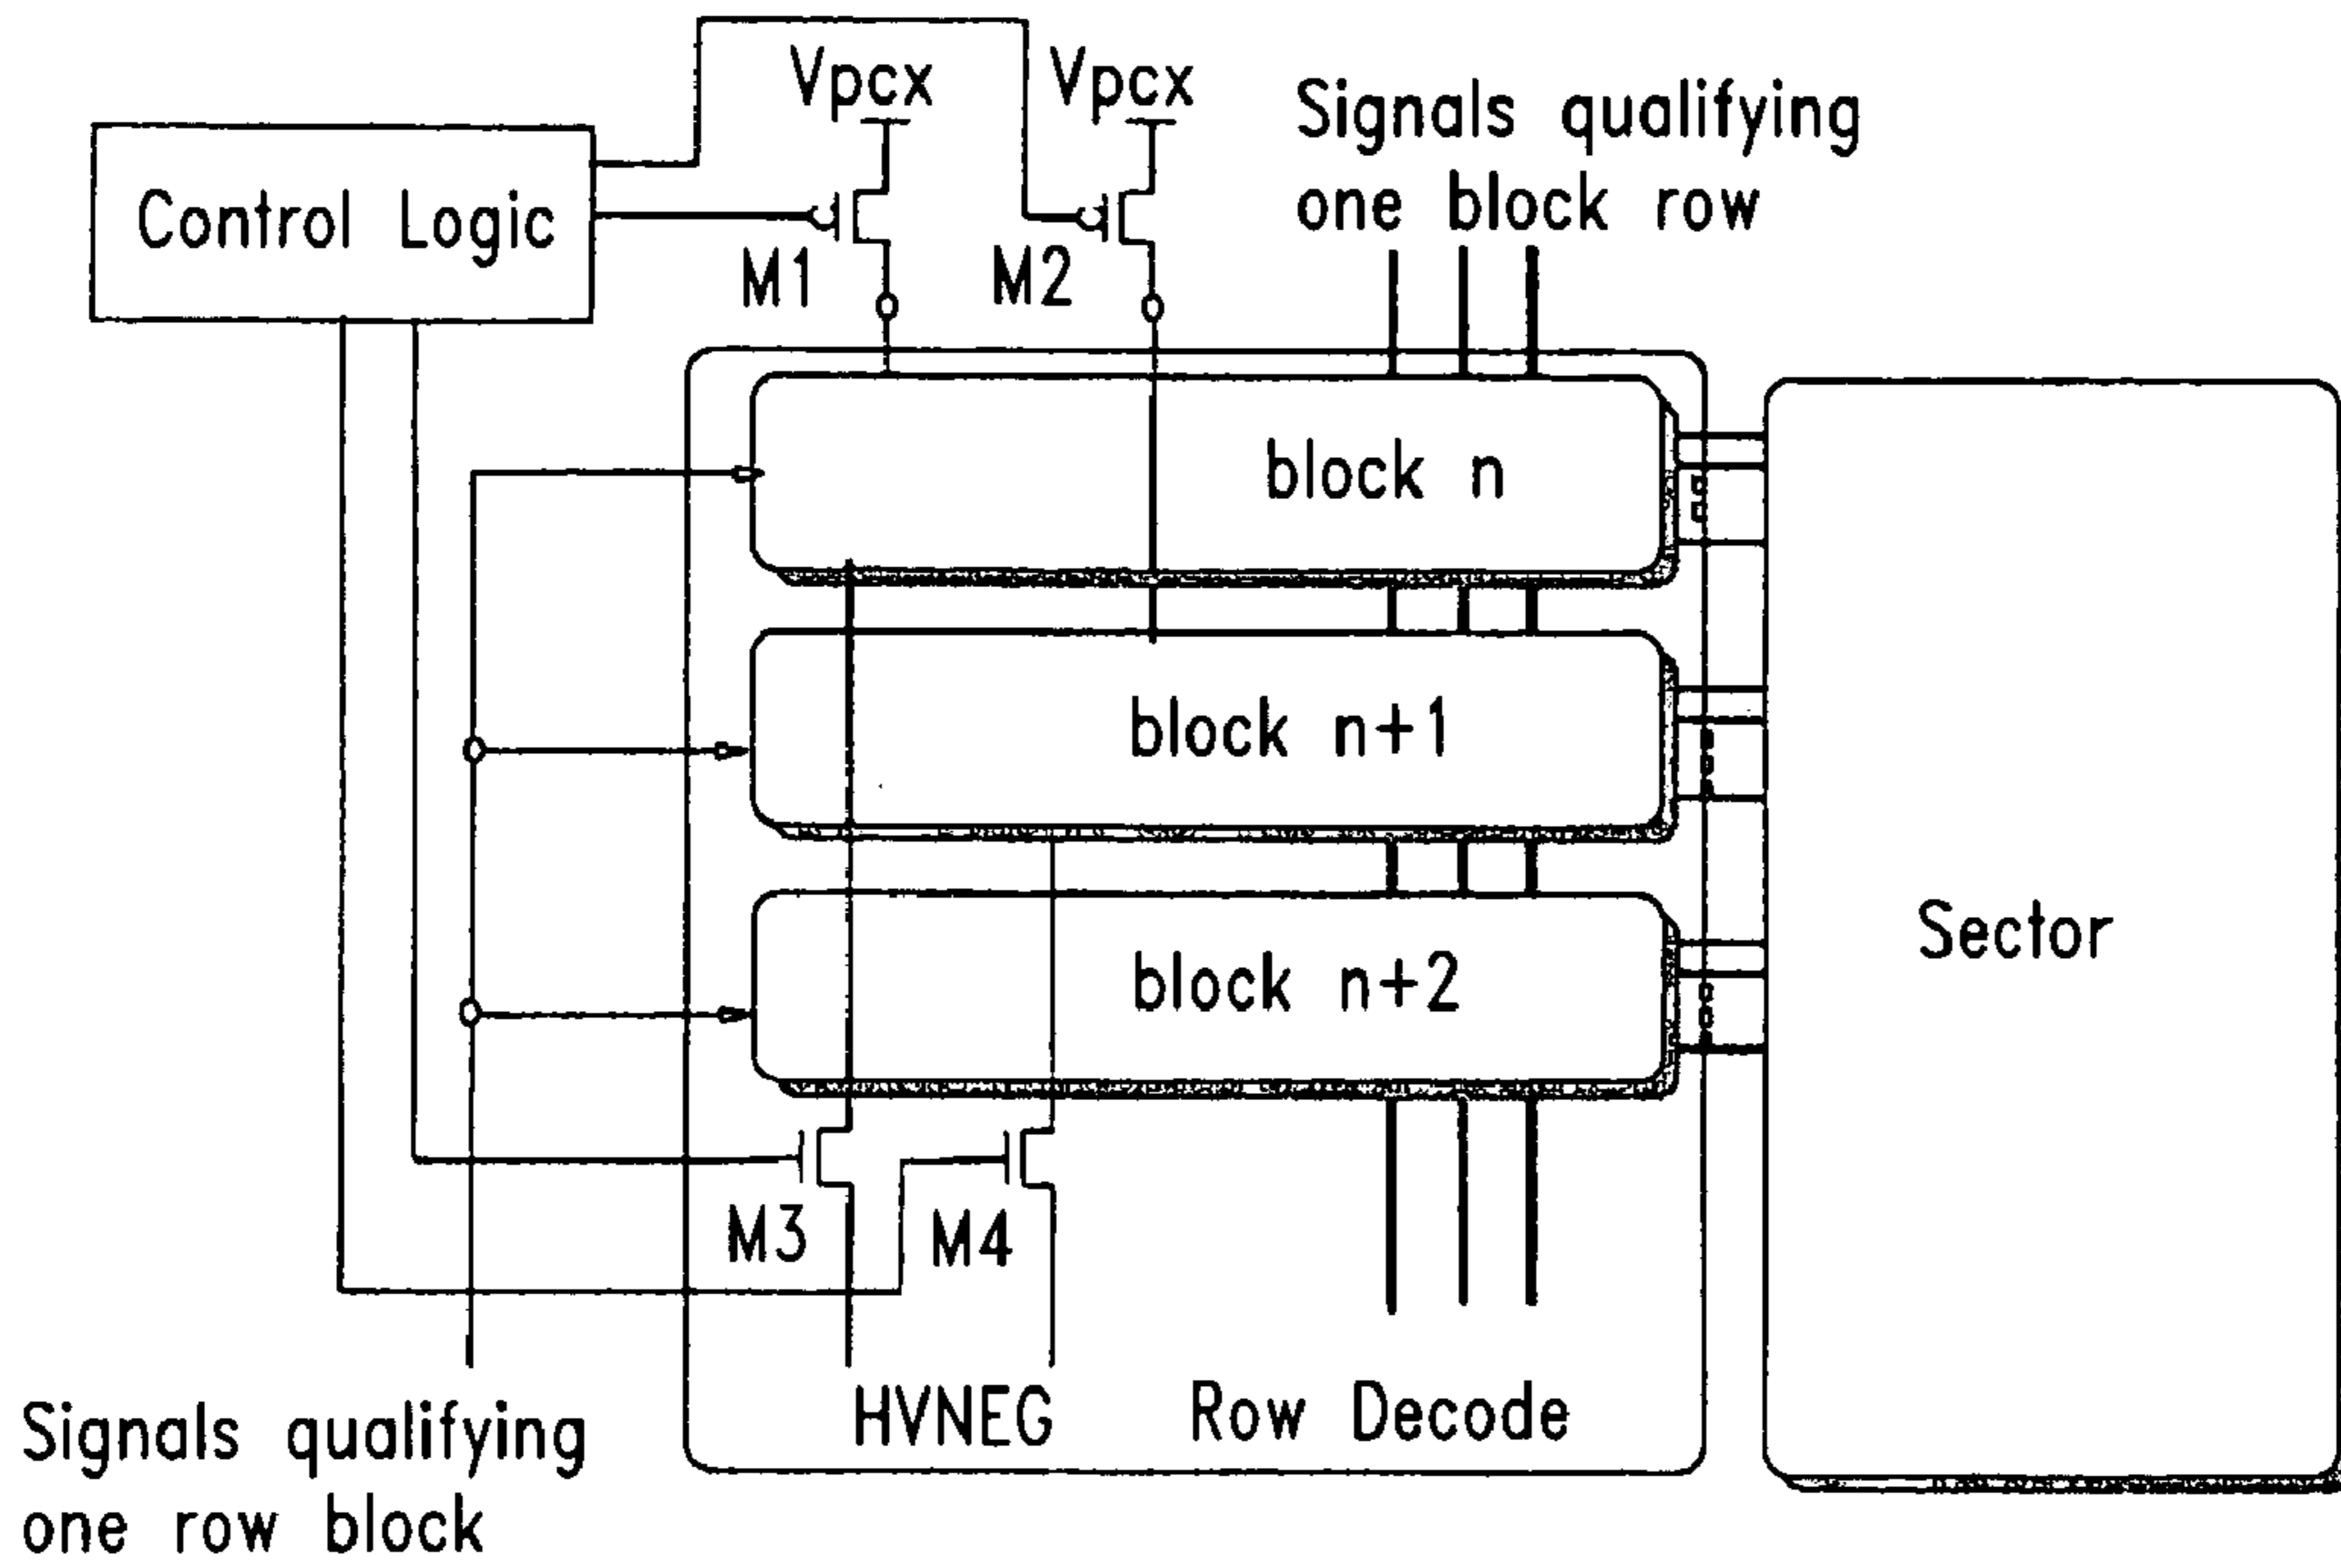 Vpcx
Vpcx
Signals qualifying
one block row
Control Logic
M1
M2
block n
block n+1
block n+2
Sector
M3
M4
HVNEG
Row Decode
Signals qualifying
one row block